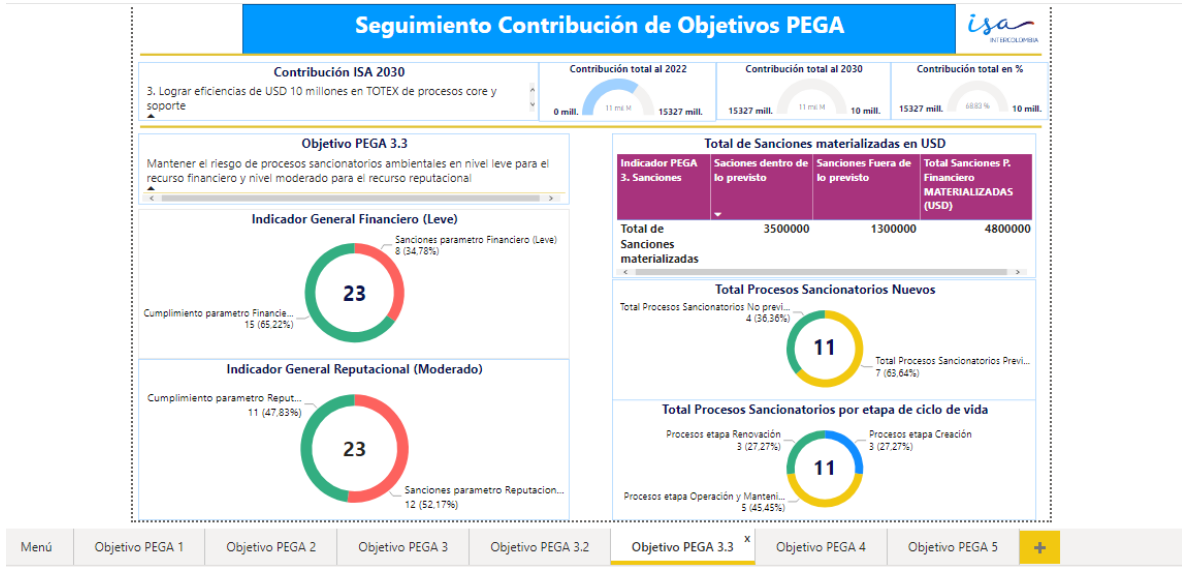 Seguimiento Contribución de Objetivos PEGA
isa
INTERCOLOMBIA
Contribución ISA 2030
3. Lograr eficiencias de USD 10 millones en TOTEX de procesos core y
soporte
Contribución total al 2022
11 mil M
0 mill.
15327 mill.
Contribución total al 2030
11 mil M
15327 mill.
10 mill.
Contribución total en %
15327 mill.
10 mill.
Objetivo PEGA 3.3
Mantener el riesgo de procesos sancionatorios ambientales en nivel leve para el
recurso financiero y nivel moderado para el recurso reputacional
Indicador General Financiero (Leve)
Sanciones parametro Financiero (Leve)
8 (34,78%)
23
Cumplimiento parametro Financie...
15 (65,22%)
Indicador General Reputacional (Moderado)
Cumplimiento parametro Reput...
11 (47,83%)
23
Sanciones parametro Reputacion...
12 (52,17%)
Total de Sanciones materializadas en USD
Indicador PEGA 3. Sanciones
Saciones dentro de lo previsto
Sanciones Fuera de lo previsto
Total Sanciones P. Financiero MATERIALIZADAS (USD)
Total de Sanciones materializadas
3500000
1300000
4800000
Total Procesos Sancionatorios Nuevos
Total Procesos Sancionatorios No previ...
4 (36,36%)
11
Total Procesos Sancionatorios Previ...
7 (63,64%)
Total Procesos Sancionatorios por etapa de ciclo de vida
Procesos etapa Renovación
3 (27,27%)
Procesos etapa Creación
3 (27,27%)
11
Procesos etapa Operación y Manteni...
5 (45,45%)
Menú
Objetivo PEGA 1
Objetivo PEGA 2
Objetivo PEGA 3
Objetivo PEGA 3.2
Objetivo PEGA 3.3
x
Objetivo PEGA 4
Objetivo PEGA 5
+